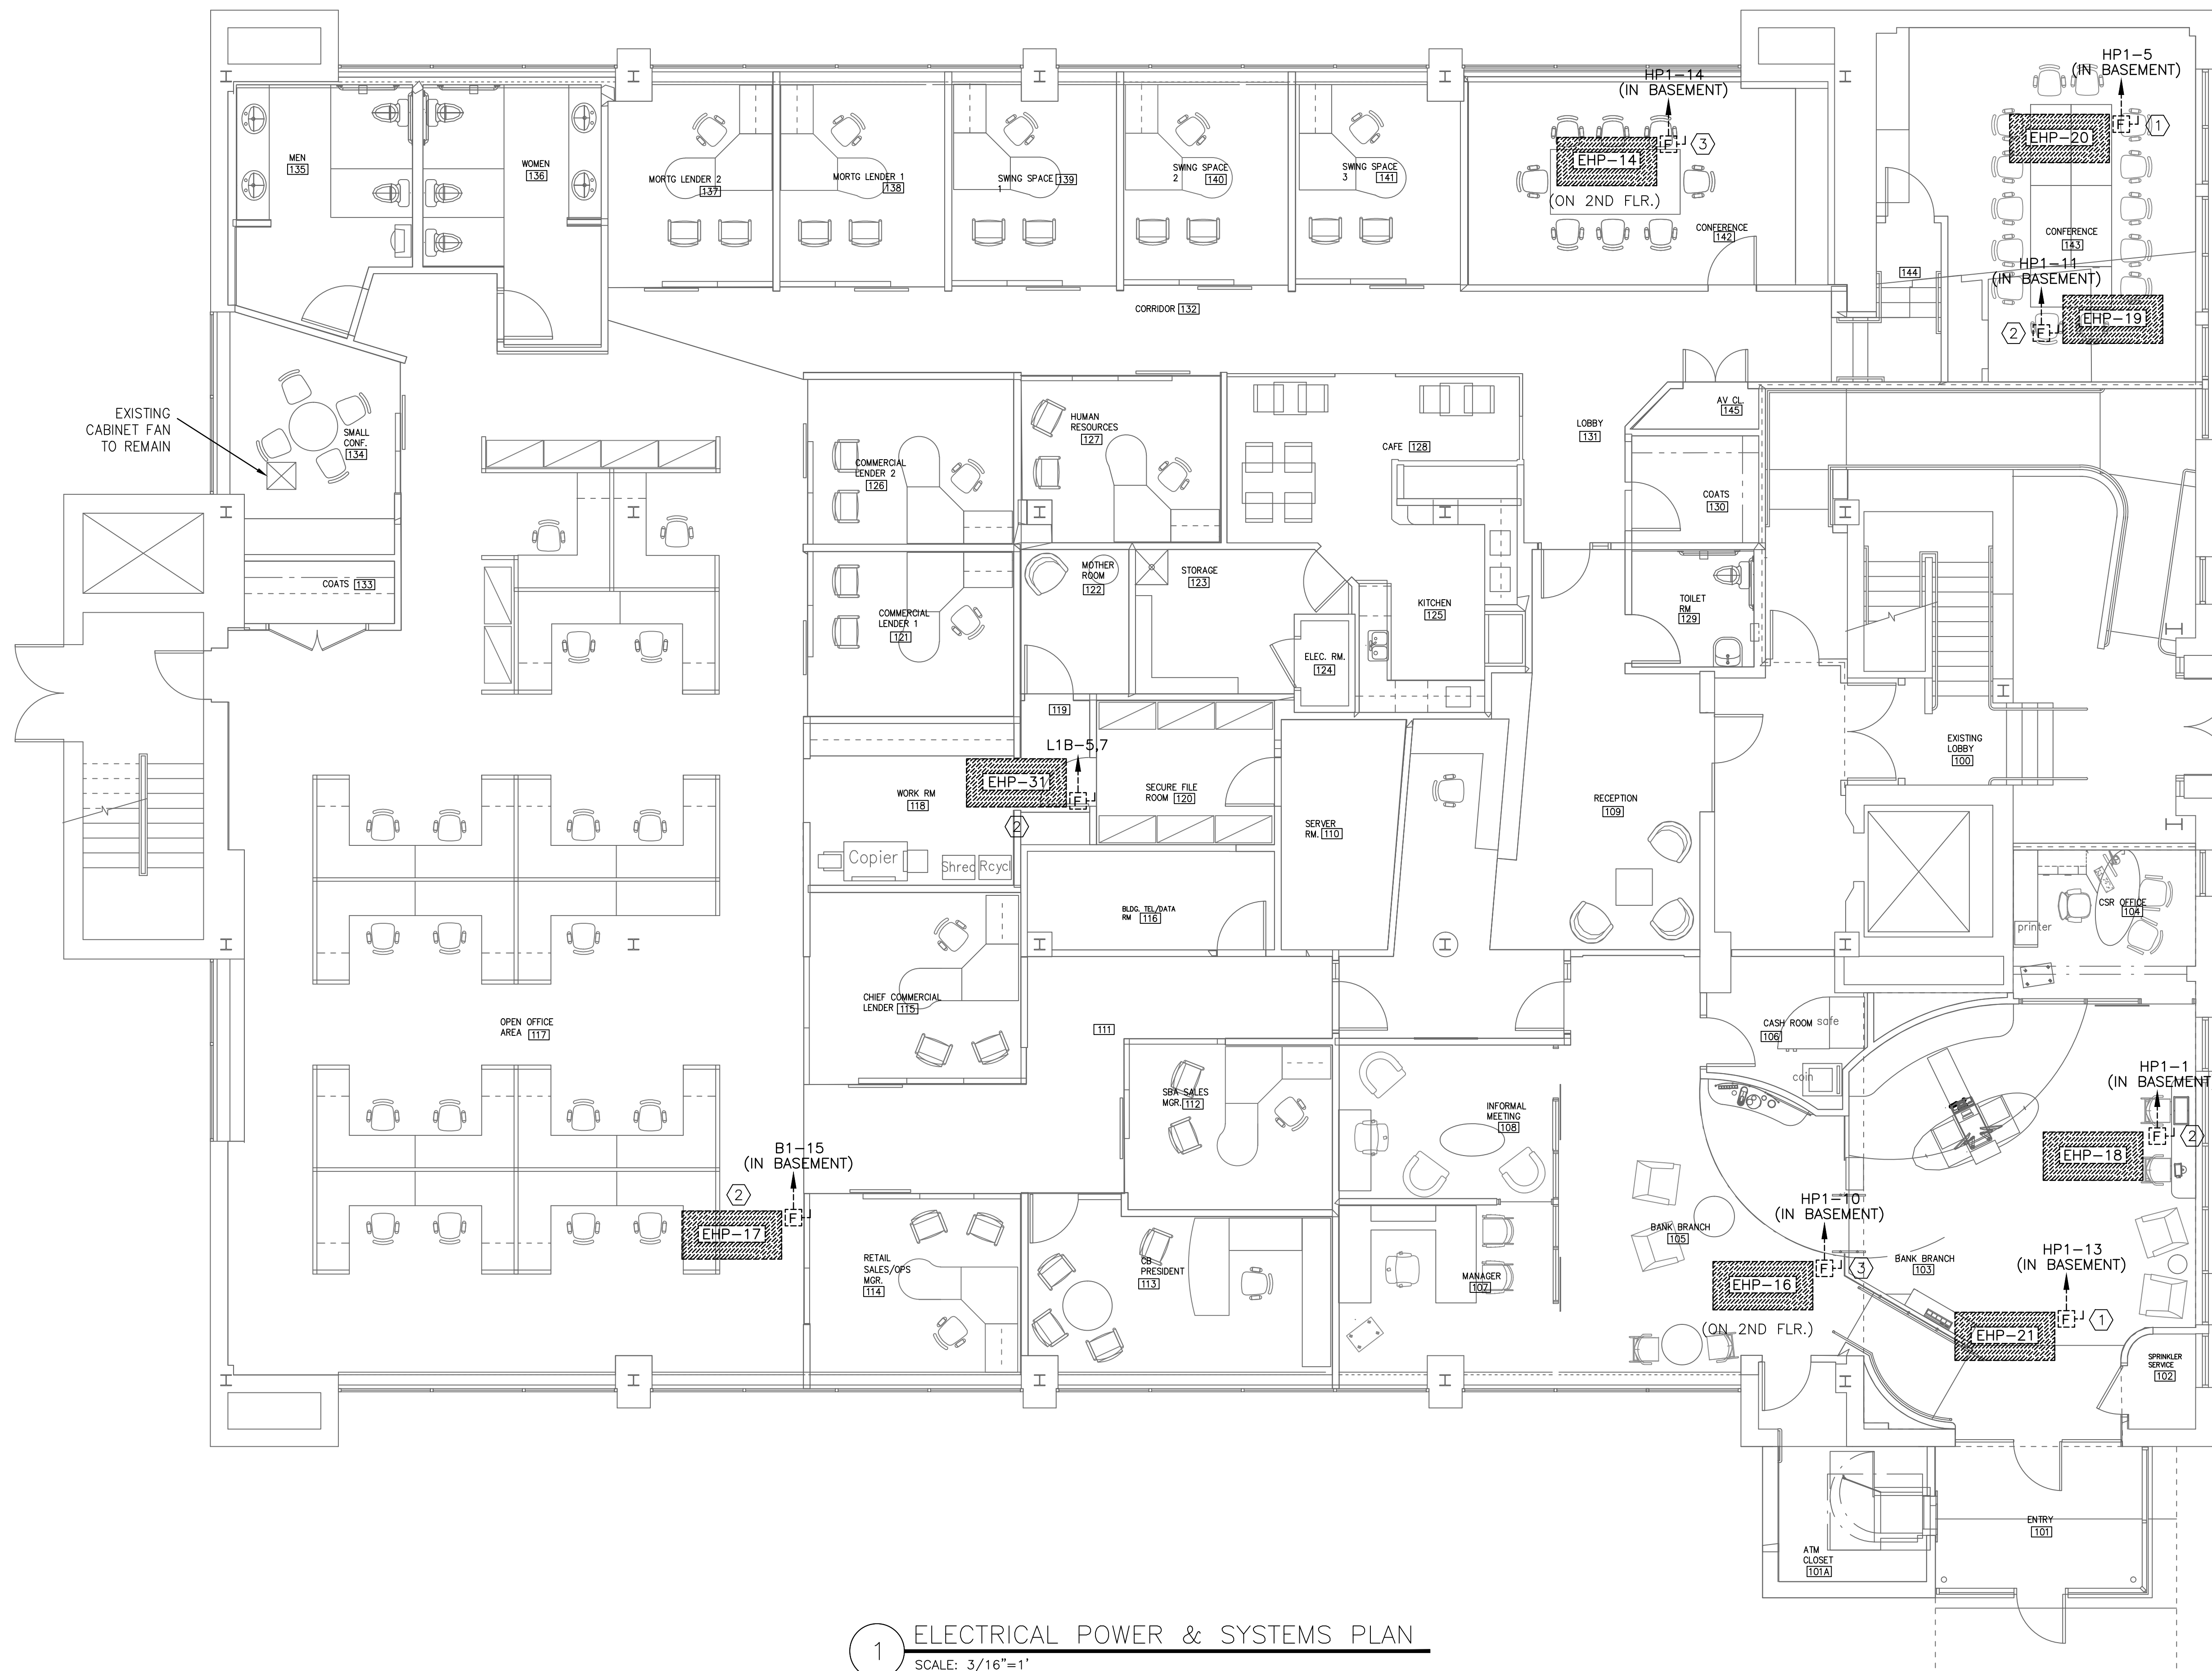 HP1-5
(IN BASEMENT)
HP1-14
(IN BASEMENT)
F
1
EHP-20
F
3
EHP-14
(ON 2ND FLR.)
MEN
135
WOMEN
136
MORTG LENDER 2
137
MORTG LENDER 1
138
SWING SPACE 139
1
SWING SPACE
2 140
SWING SPACE
3 141
CONFERENCE
142
CONFERENCE
143
HP1-11
(IN BASEMENT)
144
2
F
EHP-19
CORRIDOR 132
EXISTING
CABINET FAN
TO REMAIN
SMALL
CONF.
134
HUMAN
RESOURCES
127
COMMERCIAL
LENDER 2
126
CAFE 128
LOBBY
131
AV CL.
145
COATS
130
COATS 133
MOTHER
ROOM
122
STORAGE
123
COMMERCIAL
LENDER 1
121
KITCHEN
125
TOILET
RM
129
ELEC. RM.
124
N
119
L1B-5,7
EHP-31
F
2
WORK RM
118
SECURE FILE
ROOM 120
SERVER
RM. 110
RECEPTION
109
EXISTING
LOBBY
100
N
Copier
Shred
Rcycl
BLDG. TEL/DATA
RM 116
CSR OFFICE
104
printer
CHIEF COMMERCIAL
LENDER 115
OPEN OFFICE
AREA 117
111
CASH ROOM
106
safe
coin
SBA SALES
MGR. 112
INFORMAL
MEETING
108
HP1-1
(IN BASEMENT
F
2
EHP-18
B1-15
(IN BASEMENT)
2
F
EHP-17
HP1-10
(IN BASEMENT)
BANK BRANCH
105
F
3
EHP-16
(ON 2ND FLR.)
BANK BRANCH
103
HP1-13
(IN BASEMENT)
F
1
EHP-21
RETAIL
SALES/OPS
MGR.
114
CB
PRESIDENT
113
MANAGER
107
SPRINKLER
SERVICE
102
ENTRY
101
ATM
CLOSET
101A
1
ELECTRICAL POWER & SYSTEMS PLAN
SCALE: 3/16"=1'